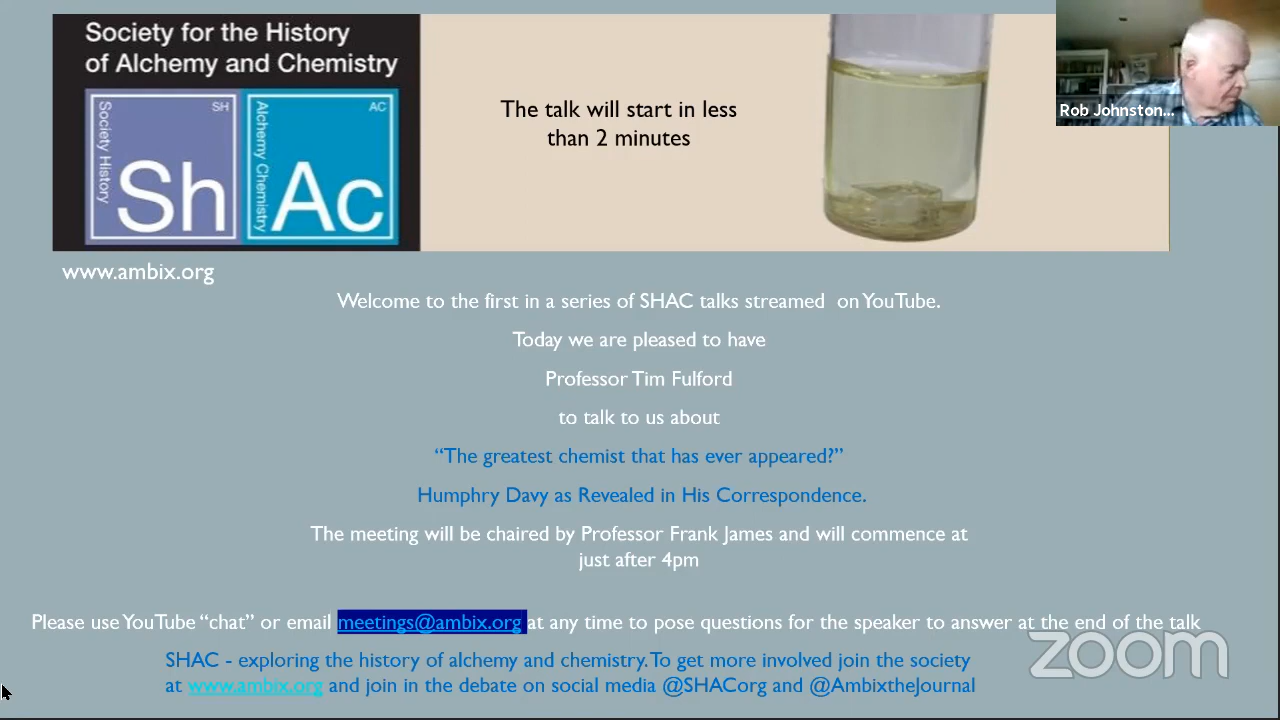 Society for the History
of Alchemy and Chemistry
Society History
SH
Sh
Alchemy Chemistry
AC
Ac
The talk will start in less
than 2 minutes
Rob Johnston...
www.ambix.org
Welcome to the first in a series of SHAC talks streamed on YouTube.
Today we are pleased to have
Professor Tim Fulford
to talk to us about
“The greatest chemist that has ever appeared?”
Humphry Davy as Revealed in His Correspondence.
The meeting will be chaired by Professor Frank James and will commence at
just after 4pm
Please use YouTube “chat” or email meetings@ambix.org at any time to pose questions for the speaker to answer at the end of the talk
SHAC - exploring the history of alchemy and chemistry. To get more involved join the society
at www.ambix.org and join in the debate on social media @SHACorg and @AmbixtheJournal
zoom